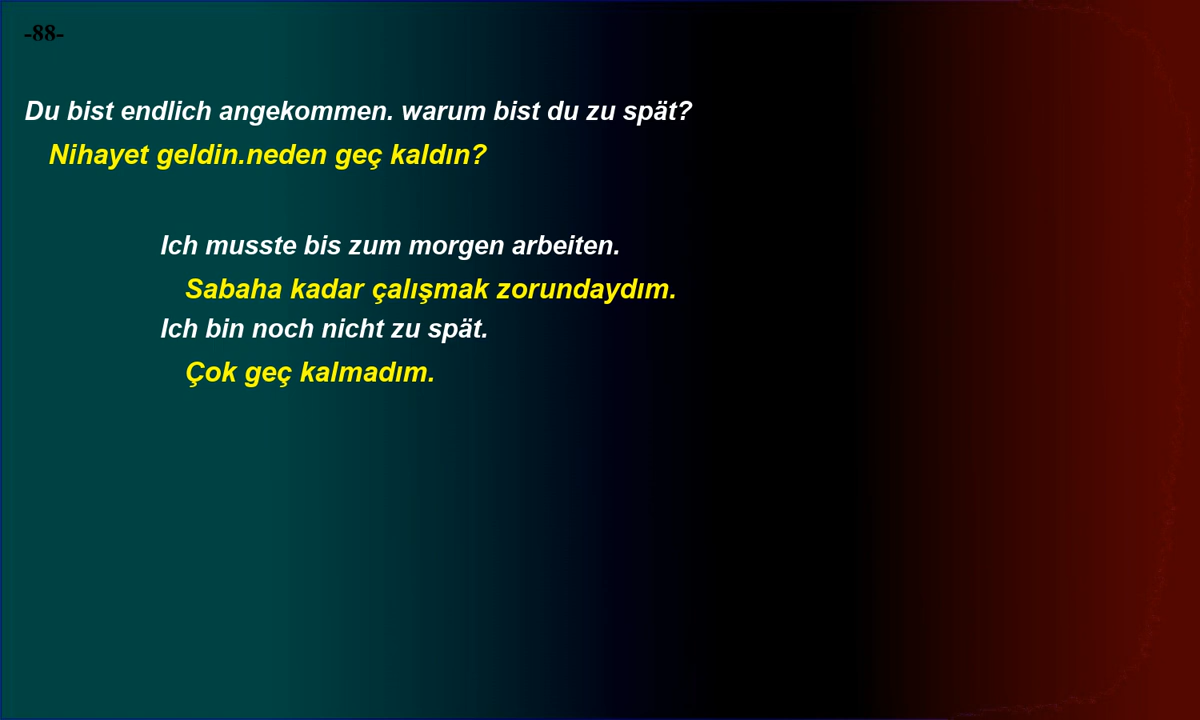 -88-
Du bist endlich angekommen. warum bist du zu spät?
Nihayet geldin.neden geç kaldın?
Ich musste bis zum morgen arbeiten.
Sabaha kadar çalışmak zorundaydım.
Ich bin noch nicht zu spät.
Çok geç kalmadım.